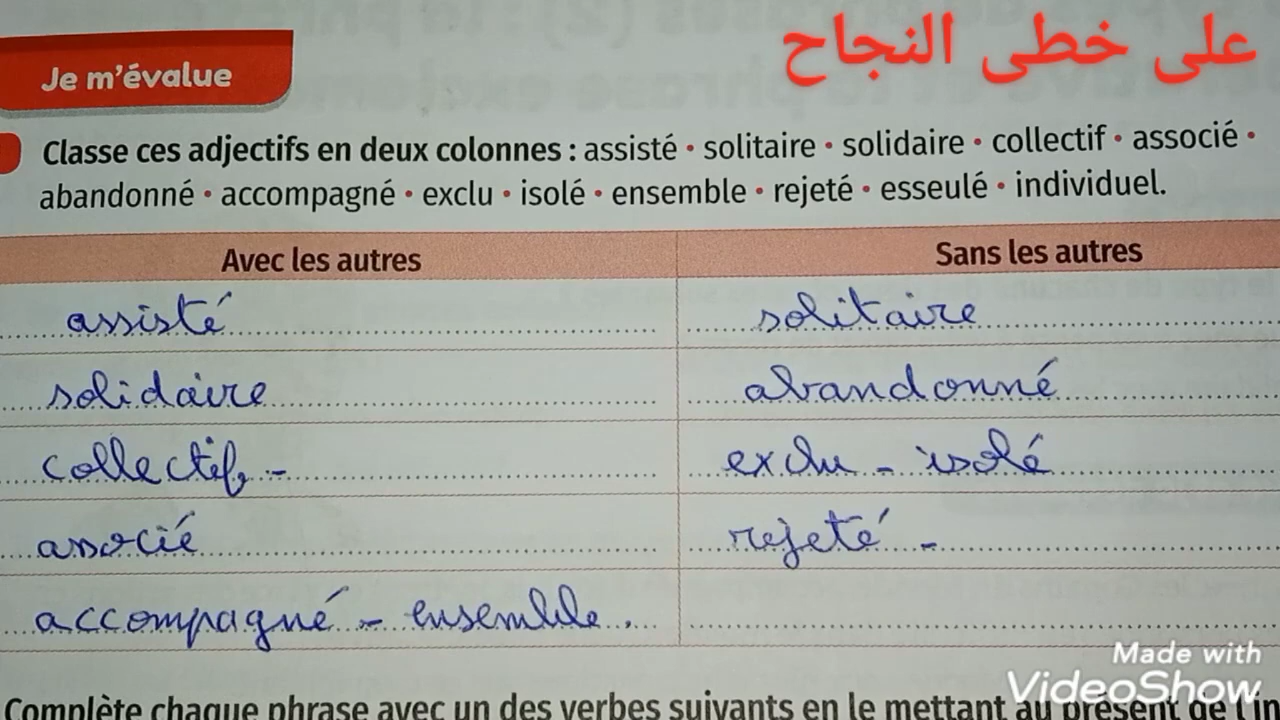 على خطى النجاح
Je m'évalue
Classe ces adjectifs en deux colonnes : assisté • solitaire • solidaire • collectif • associé •
abandonné • accompagné • exclu • isolé • ensemble • rejeté • esseulé • individuel.
Avec les autres
Sans les autres
assisté
solitaire
solidaire
abandonné
collectif -
exclu - isolé
associé
rejeté -
accompagné - ensemble.
Made with
VideoShow
Complète chaque phrase avec un des verbes suivants en le mettant au présent de l'in